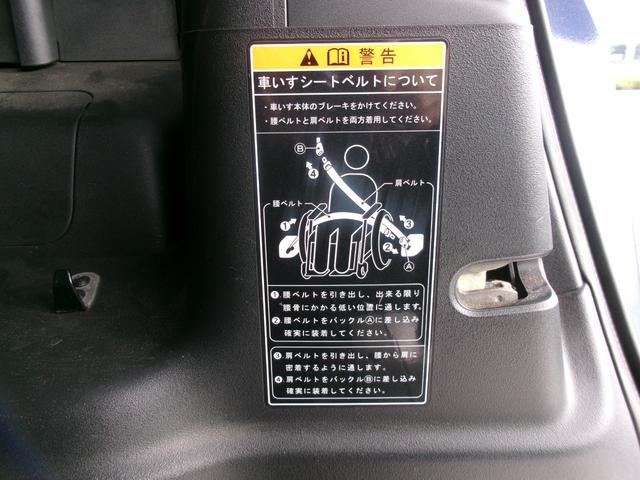 警告
車いすシートベルトについて
・車いす本体のブレーキをかけてください。
・腰ベルトと肩ベルトを両方着用してください。
Ⓑ
❹
肩ベルト
腰ベルト
❶
❸
❷
Ⓐ
❶腰ベルトを引き出し、出来る限り
腰骨にかかる低い位置に通します。
❷腰ベルトをバックルⒶに差し込み
確実に装着してください。
❸肩ベルトを引き出し、腰から肩に
密着するように通します。
❹肩ベルトをバックルⒷに差し込み
確実に装着してください。